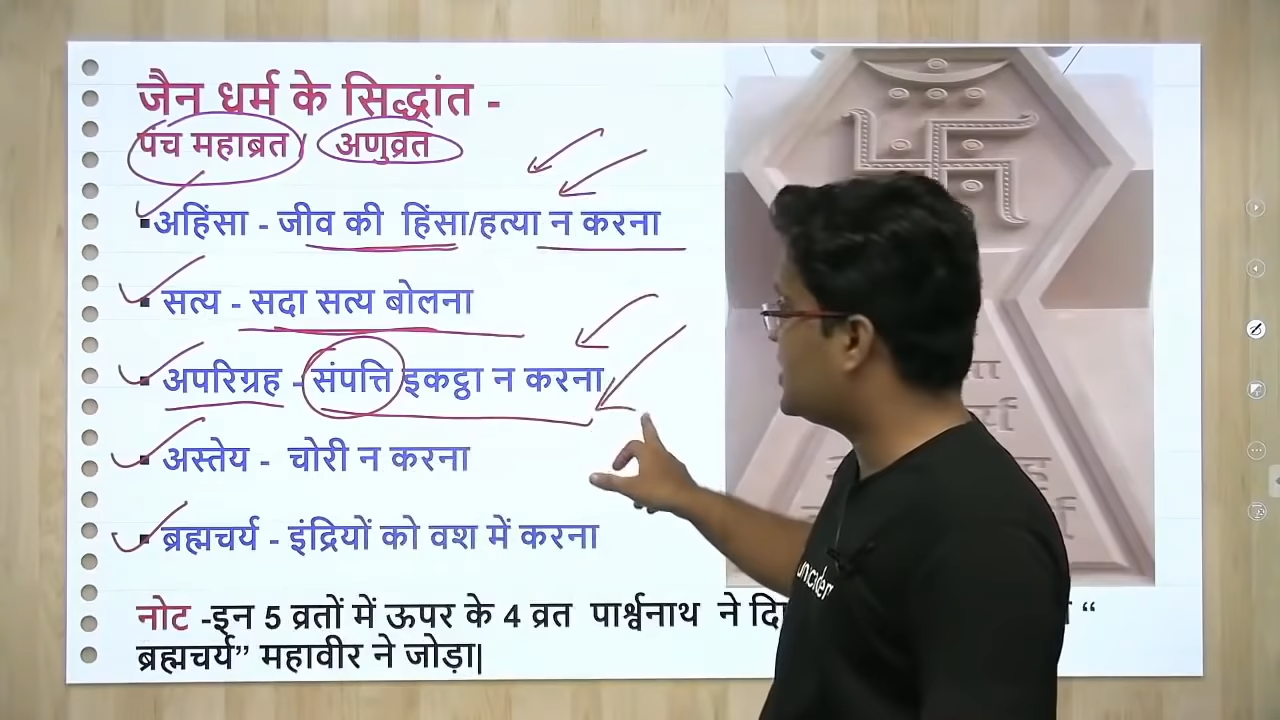 जैन धर्म के सिद्धांत -
पंच महाब्रत / अणुव्रत
▪अहिंसा - जीव की हिंसा/हत्या न करना
▪ सत्य - सदा सत्य बोलना
▪ अपरिग्रह - संपत्ति इकट्ठा न करना
▪ अस्तेय - चोरी न करना
▪ ब्रह्मचर्य - इंद्रियों को वश में करना
नोट -इन 5 व्रतों में ऊपर के 4 व्रत पार्श्वनाथ ने “
ब्रह्मचर्य” महावीर ने जोड़ा|